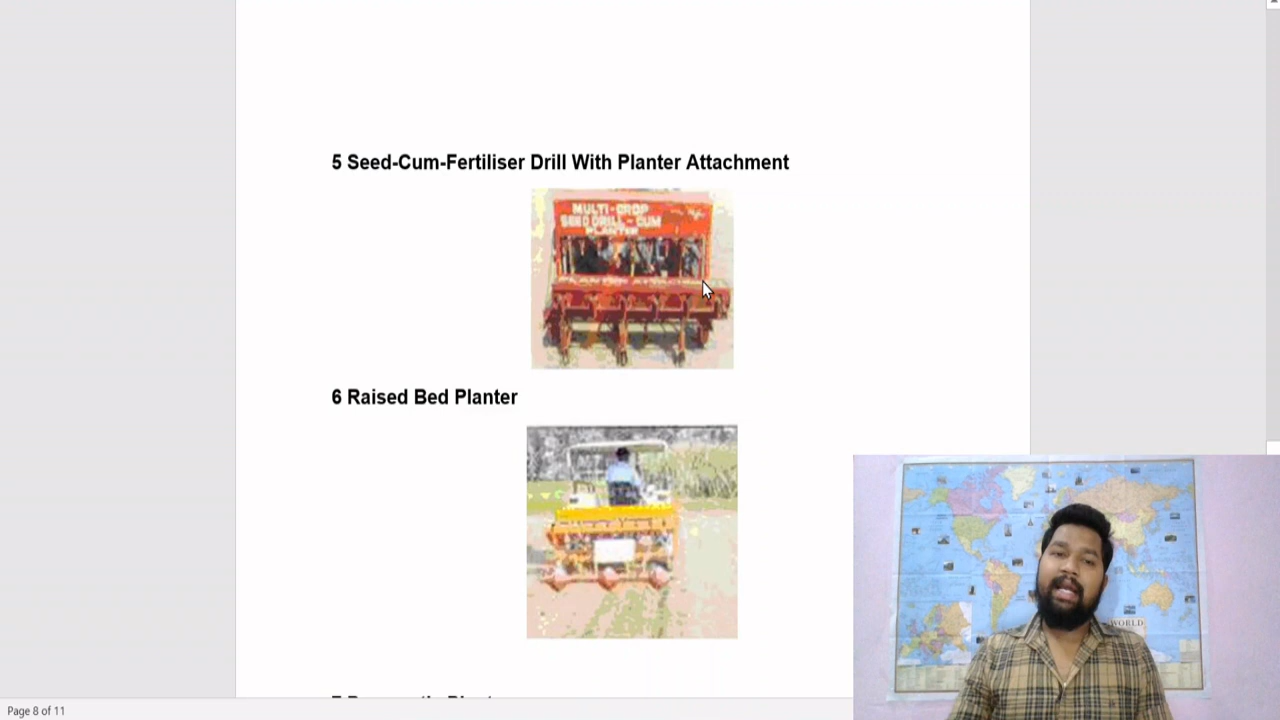 5 Seed-Cum-Fertiliser Drill With Planter Attachment
MULTI-CROP
SEED DRILL-CUM
PLANTER
6 Raised Bed Planter
WORLD
Page 8 of 11